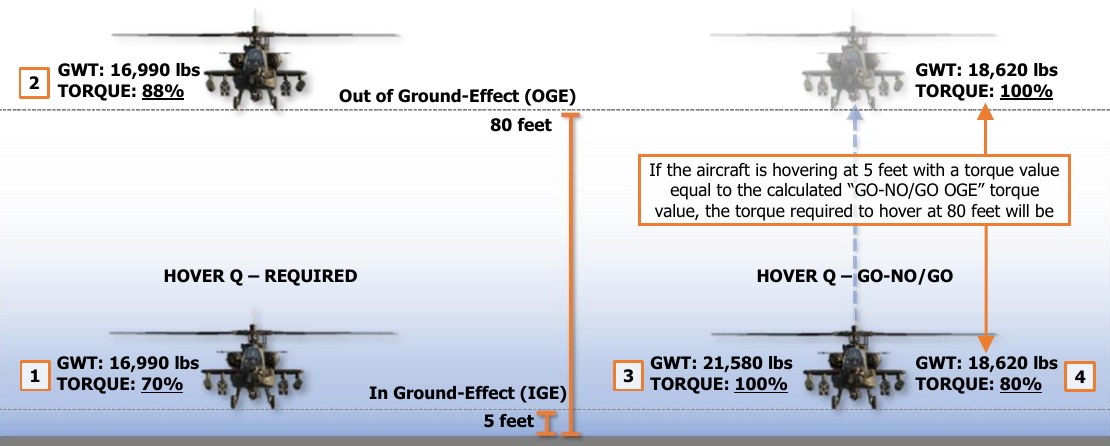 2
GWT: 16,990 lbs
TORQUE: 88%
Out of Ground-Effect (OGE)
80 feet
HOVER Q – REQUIRED
1
GWT: 16,990 lbs
TORQUE: 70%
In Ground-Effect (IGE)
5 feet
GWT: 18,620 lbs
TORQUE: 100%
If the aircraft is hovering at 5 feet with a torque value
equal to the calculated “GO-NO/GO OGE” torque
value, the torque required to hover at 80 feet will be
HOVER Q – GO-NO/GO
3
GWT: 21,580 lbs
TORQUE: 100%
GWT: 18,620 lbs
TORQUE: 80%
4